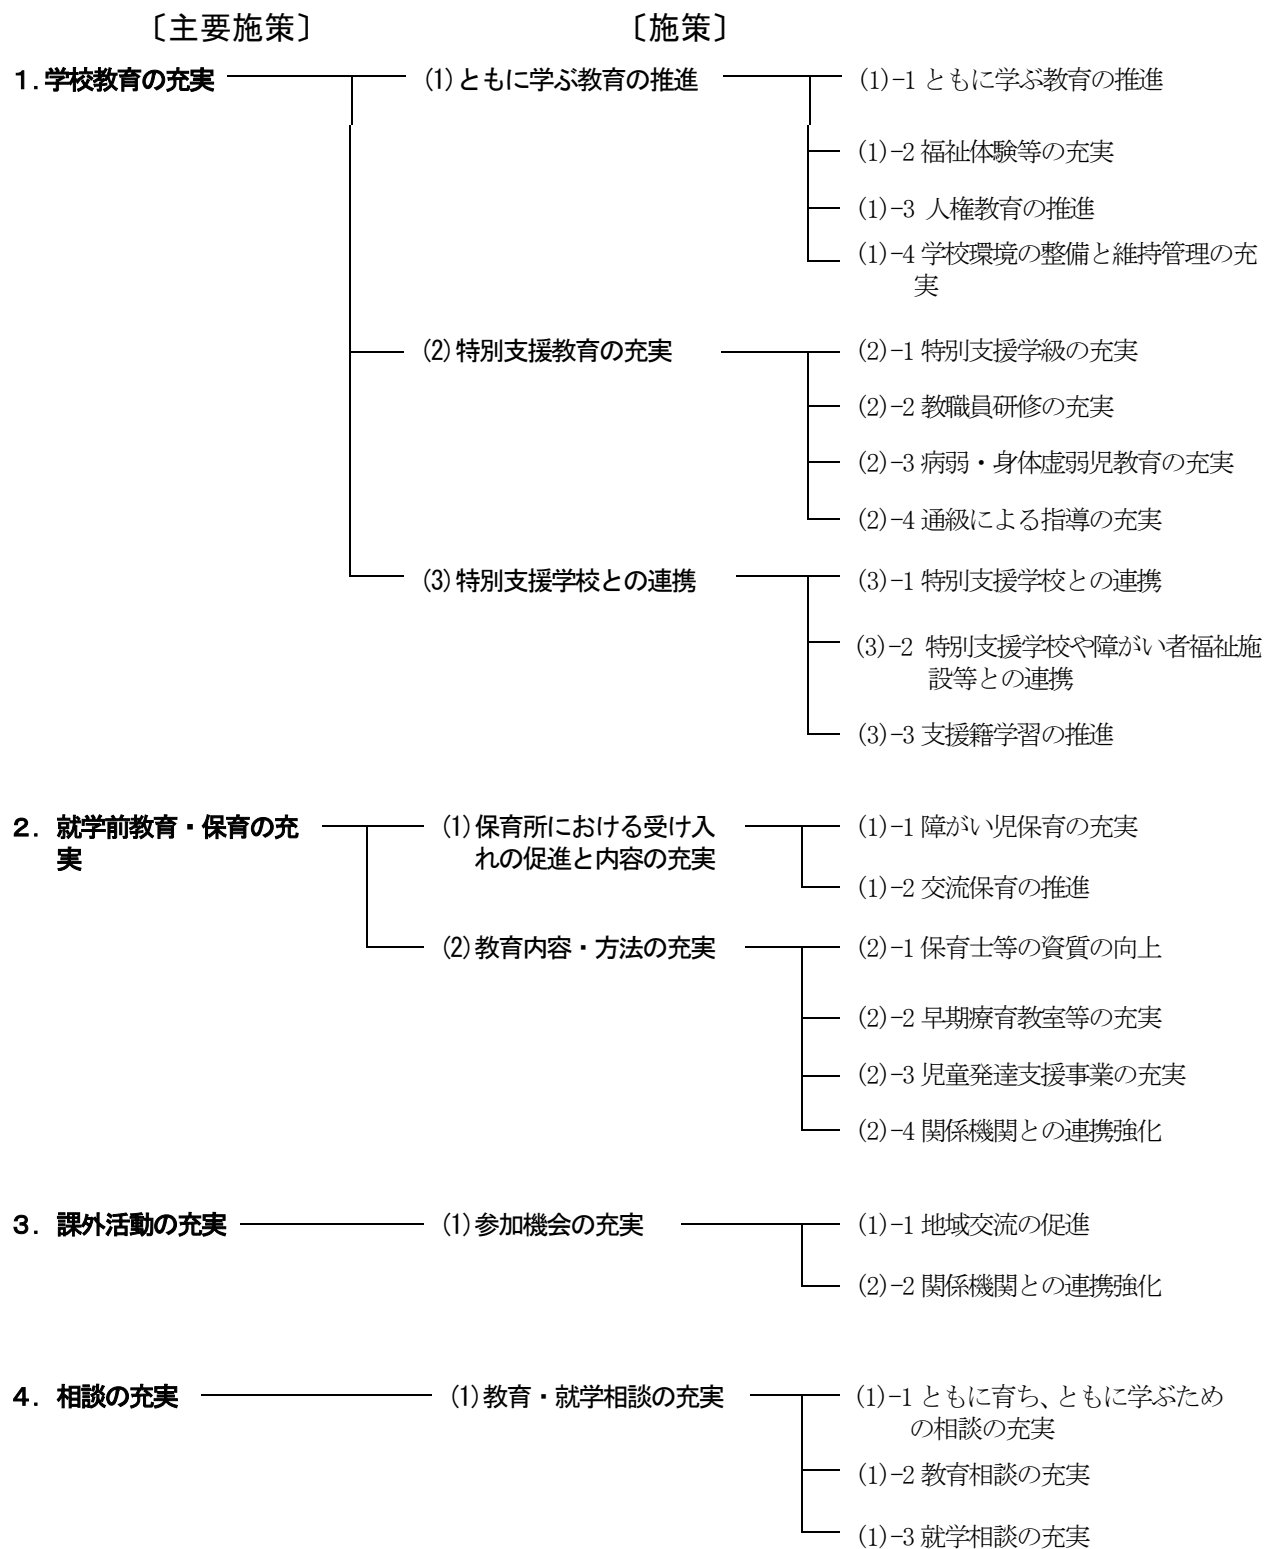 〔主要施策〕 〔施策〕
1.学校教育の充実 (1)ともに学ぶ教育の推進 (1)-1 ともに学ぶ教育の推進
(1)-2 福祉体験等の充実
(1)-3 人権教育の推進
(1)-4 学校環境の整備と維持管理の充
実
(2)特別支援教育の充実 (2)-1 特別支援学級の充実
(2)-2 教職員研修の充実
(2)-3 病弱・身体虚弱児教育の充実
(2)-4 通級による指導の充実
(3)特別支援学校との連携 (3)-1 特別支援学校との連携
(3)-2 特別支援学校や障がい者福祉施
設等との連携
(3)-3 支援籍学習の推進
2. 就学前教育・保育の充 (1)保育所における受け入 (1)-1 障がい児保育の充実
実 れの促進と内容の充実
(1)-2 交流保育の推進
(2)教育内容・方法の充実 (2)-1 保育士等の資質の向上
(2)-2 早期療育教室等の充実
(2)-3 児童発達支援事業の充実
(2)-4 関係機関との連携強化
3. 課外活動の充実 (1)参加機会の充実 (1)-1 地域交流の促進
(2)-2 関係機関との連携強化
4. 相談の充実 (1)教育・就学相談の充実 (1)-1 ともに育ち、ともに学ぶため
の相談の充実
(1)-2 教育相談の充実
(1)-3 就学相談の充実